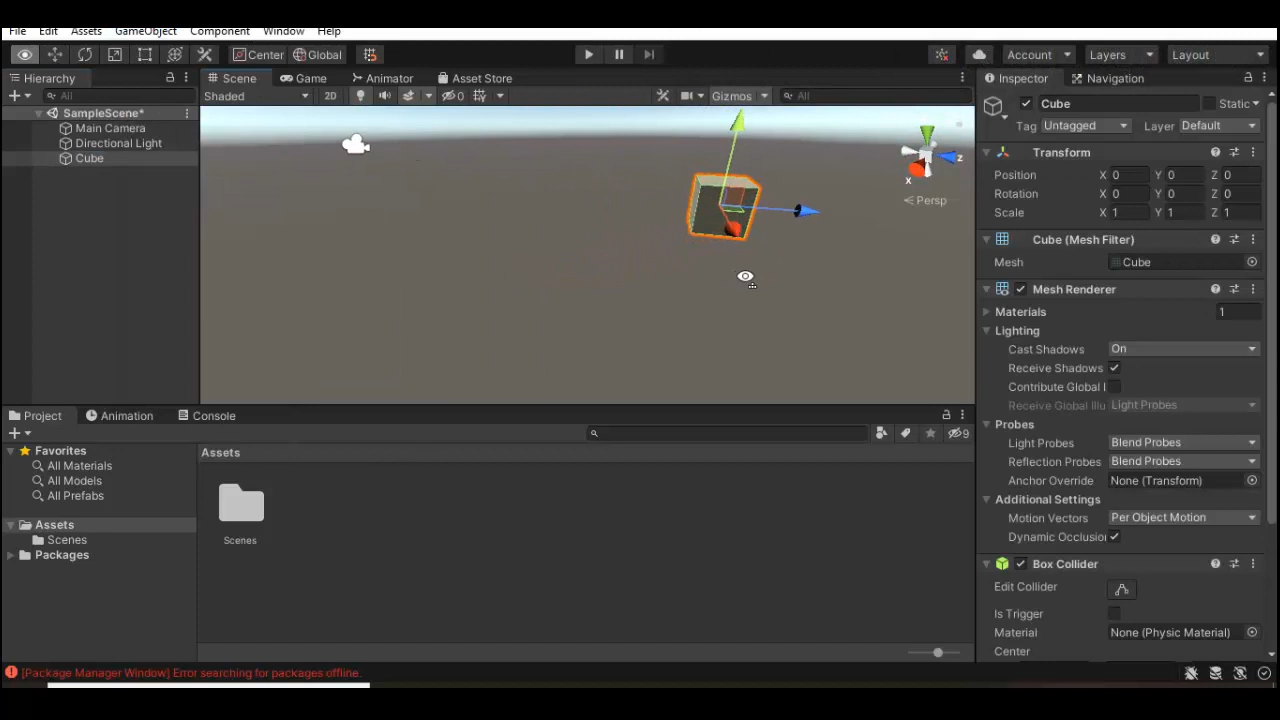 File Edit Assets GameObject Component Window Help
Center Global Account Layers Layout
Hierarchy
All
SampleScene*
Main Camera
Directional Light
Cube
Scene Game Animator Asset Store
Shaded 2D 0 Gizmos All
z
x
Persp
Inspector Navigation
Cube Static
Tag Untagged Layer Default
Transform
Position X 0 Y 0 Z 0
Rotation X 0 Y 0 Z 0
Scale X 1 Y 1 Z 1
Cube (Mesh Filter)
Mesh Cube
Mesh Renderer
Materials 1
Lighting
Cast Shadows On
Receive Shadows
Contribute Global I
Receive Global Illu Light Probes
Probes
Light Probes Blend Probes
Reflection Probes Blend Probes
Anchor Override None (Transform)
Additional Settings
Motion Vectors Per Object Motion
Dynamic Occlusion
Box Collider
Edit Collider
Is Trigger
Material None (Physic Material)
Center
Project Animation Console
9
Favorites
All Materials
All Models
All Prefabs
Assets
Scenes
Packages
Assets
Scenes
[Package Manager Window] Error searching for packages offline.